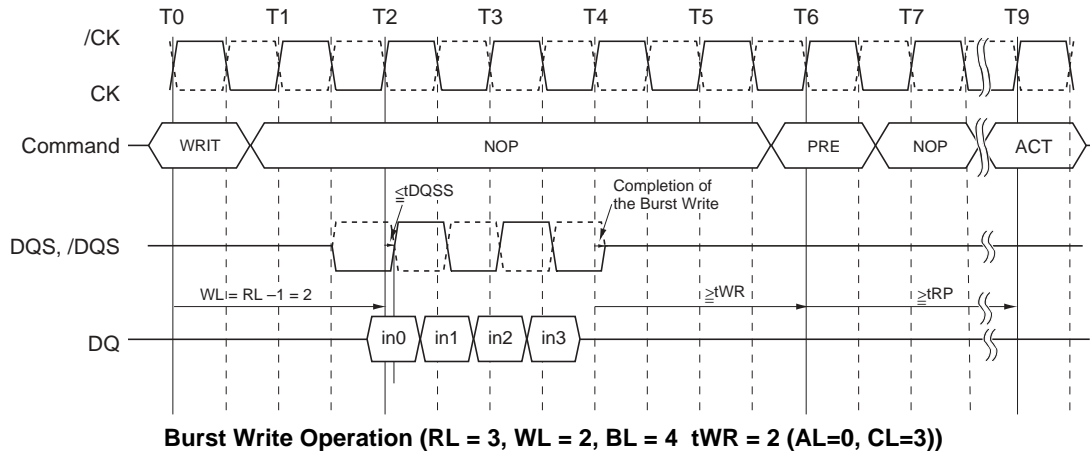 T0 T1 T2 T3 T4 T5 T6 T7 T9
/CK
CK
Command WRIT NOP PRE NOP ACT
≦tDQSS
Completion of
the Burst Write
DQS, /DQS
WL = RL –1 = 2 ≧tWR ≧tRP
DQ in0 in1 in2 in3
Burst Write Operation (RL = 3, WL = 2, BL = 4 tWR = 2 (AL=0, CL=3))